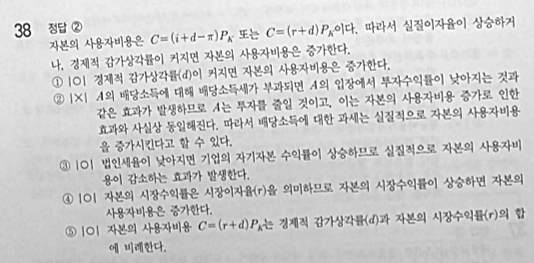 38 정답 ②
자본의 사용자비용은 C=(i+d-π)P_K 또는 C=(r+d)P_K이다. 따라서 실질이자율이 상승하거
나, 경제적 감가상각률이 커지면 자본의 사용자비용은 증가한다.
① |O| 경제적 감가상각률(d)이 커지면 자본의 사용자비용은 증가한다.
② |X| A의 배당소득에 대해 배당소득세가 부과되면 A의 입장에서 투자수익률이 낮아지는 것과
같은 효과가 발생하므로 A는 투자를 줄일 것이고, 이는 자본의 사용자비용 증가로 인한
효과와 사실상 동일해진다. 따라서 배당소득에 대한 과세는 실질적으로 자본의 사용자비용
을 증가시킨다고 할 수 있다.
③ |O| 법인세율이 낮아지면 기업의 자기자본 수익률이 상승하므로 실질적으로 자본의 사용자비
용이 감소하는 효과가 발생한다.
④ |O| 자본의 시장수익률은 시장이자율(r)을 의미하므로 자본의 시장수익률이 상승하면 자본의
사용자비용은 증가한다.
⑤ |O| 자본의 사용자비용 C=(r+d)P_K는 경제적 감가상각률(d)과 자본의 시장수익률(r)의 합
에 비례한다.